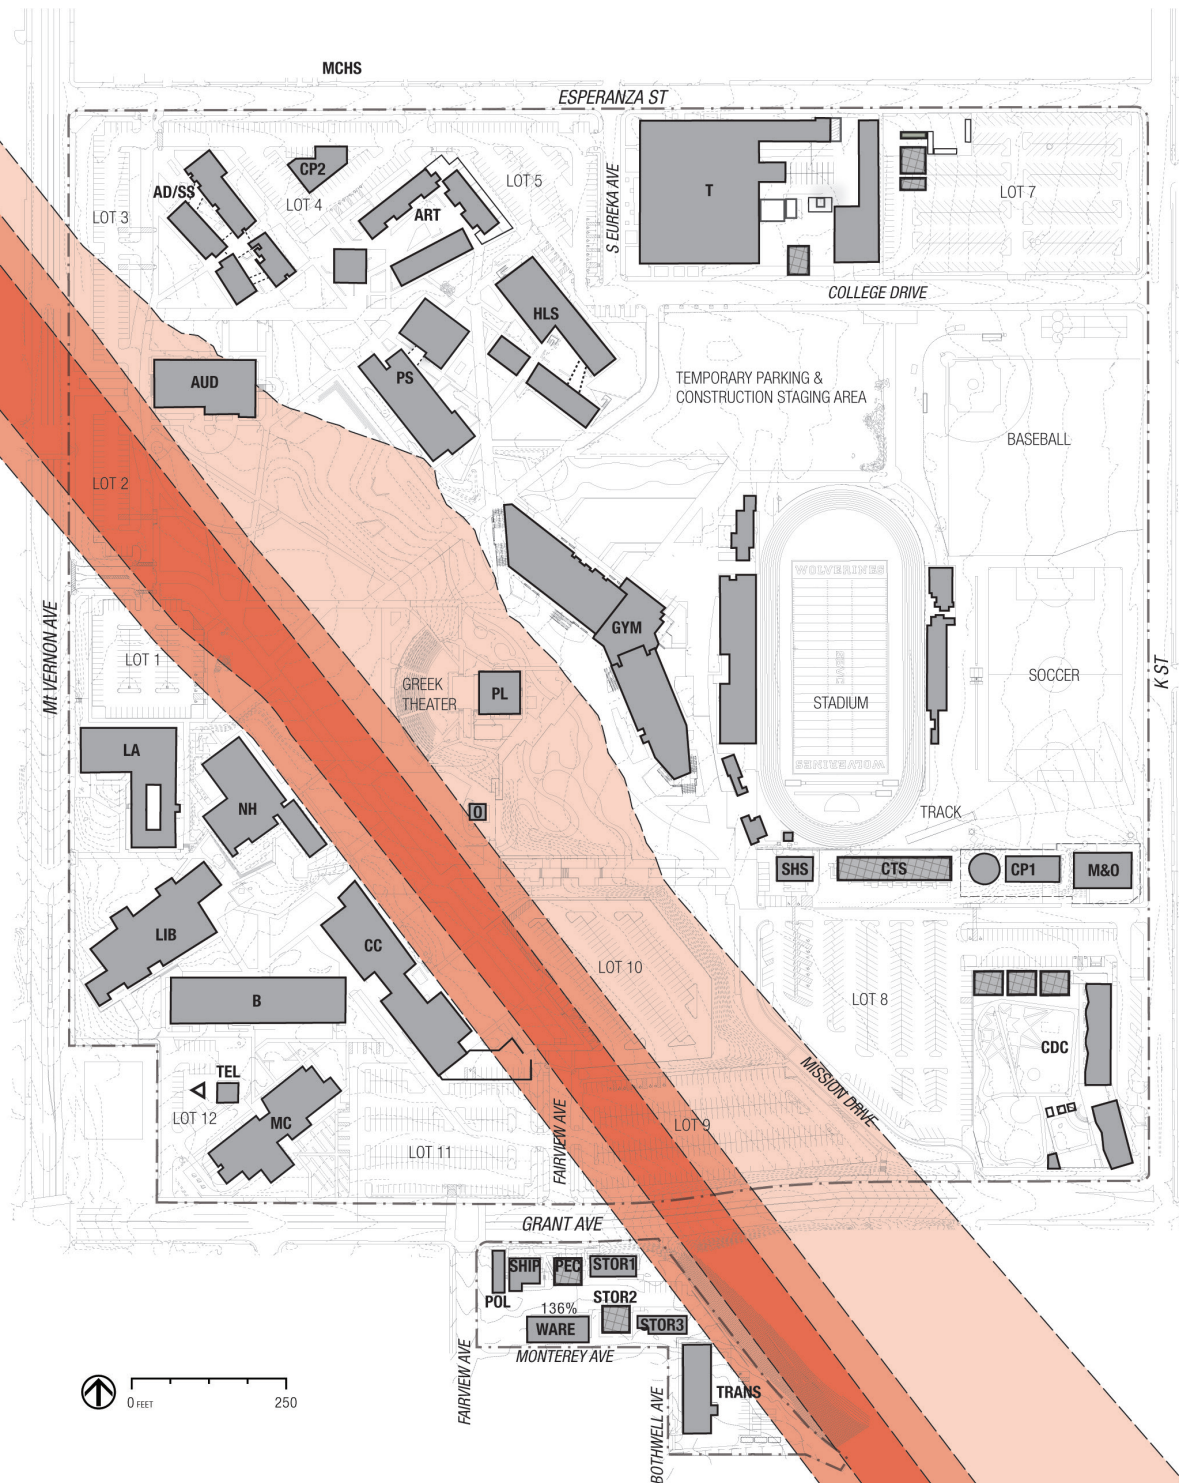 MCHS
ESPERANZA ST
CP2
AD/SS
LOT 5
LOT 4
LOT 3
ART
T
LOT 7
S EUREKA AVE
COLLEGE DRIVE
HLS
AUD
PS
TEMPORARY PARKING &
CONSTRUCTION STAGING AREA
BASEBALL
LOT 2
WOLVERINES
GYM
Mt VERNON AVE
LOT 1
GREEK
THEATER
PL
SBVC
STADIUM
SOCCER
K ST
LA
WOLVERINES
NH
O
TRACK
SHS
CTS
CP1
M&O
LIB
CC
LOT 10
B
LOT 8
CDC
TEL
MISSION DRIVE
LOT 12
MC
LOT 9
FAIRVIEW AVE
LOT 11
GRANT AVE
SHIP
PEC
STOR1
POL
136%
STOR2
WARE
STOR3
MONTEREY AVE
FAIRVIEW AVE
BOTHWELL AVE
TRANS
0 FEET
250